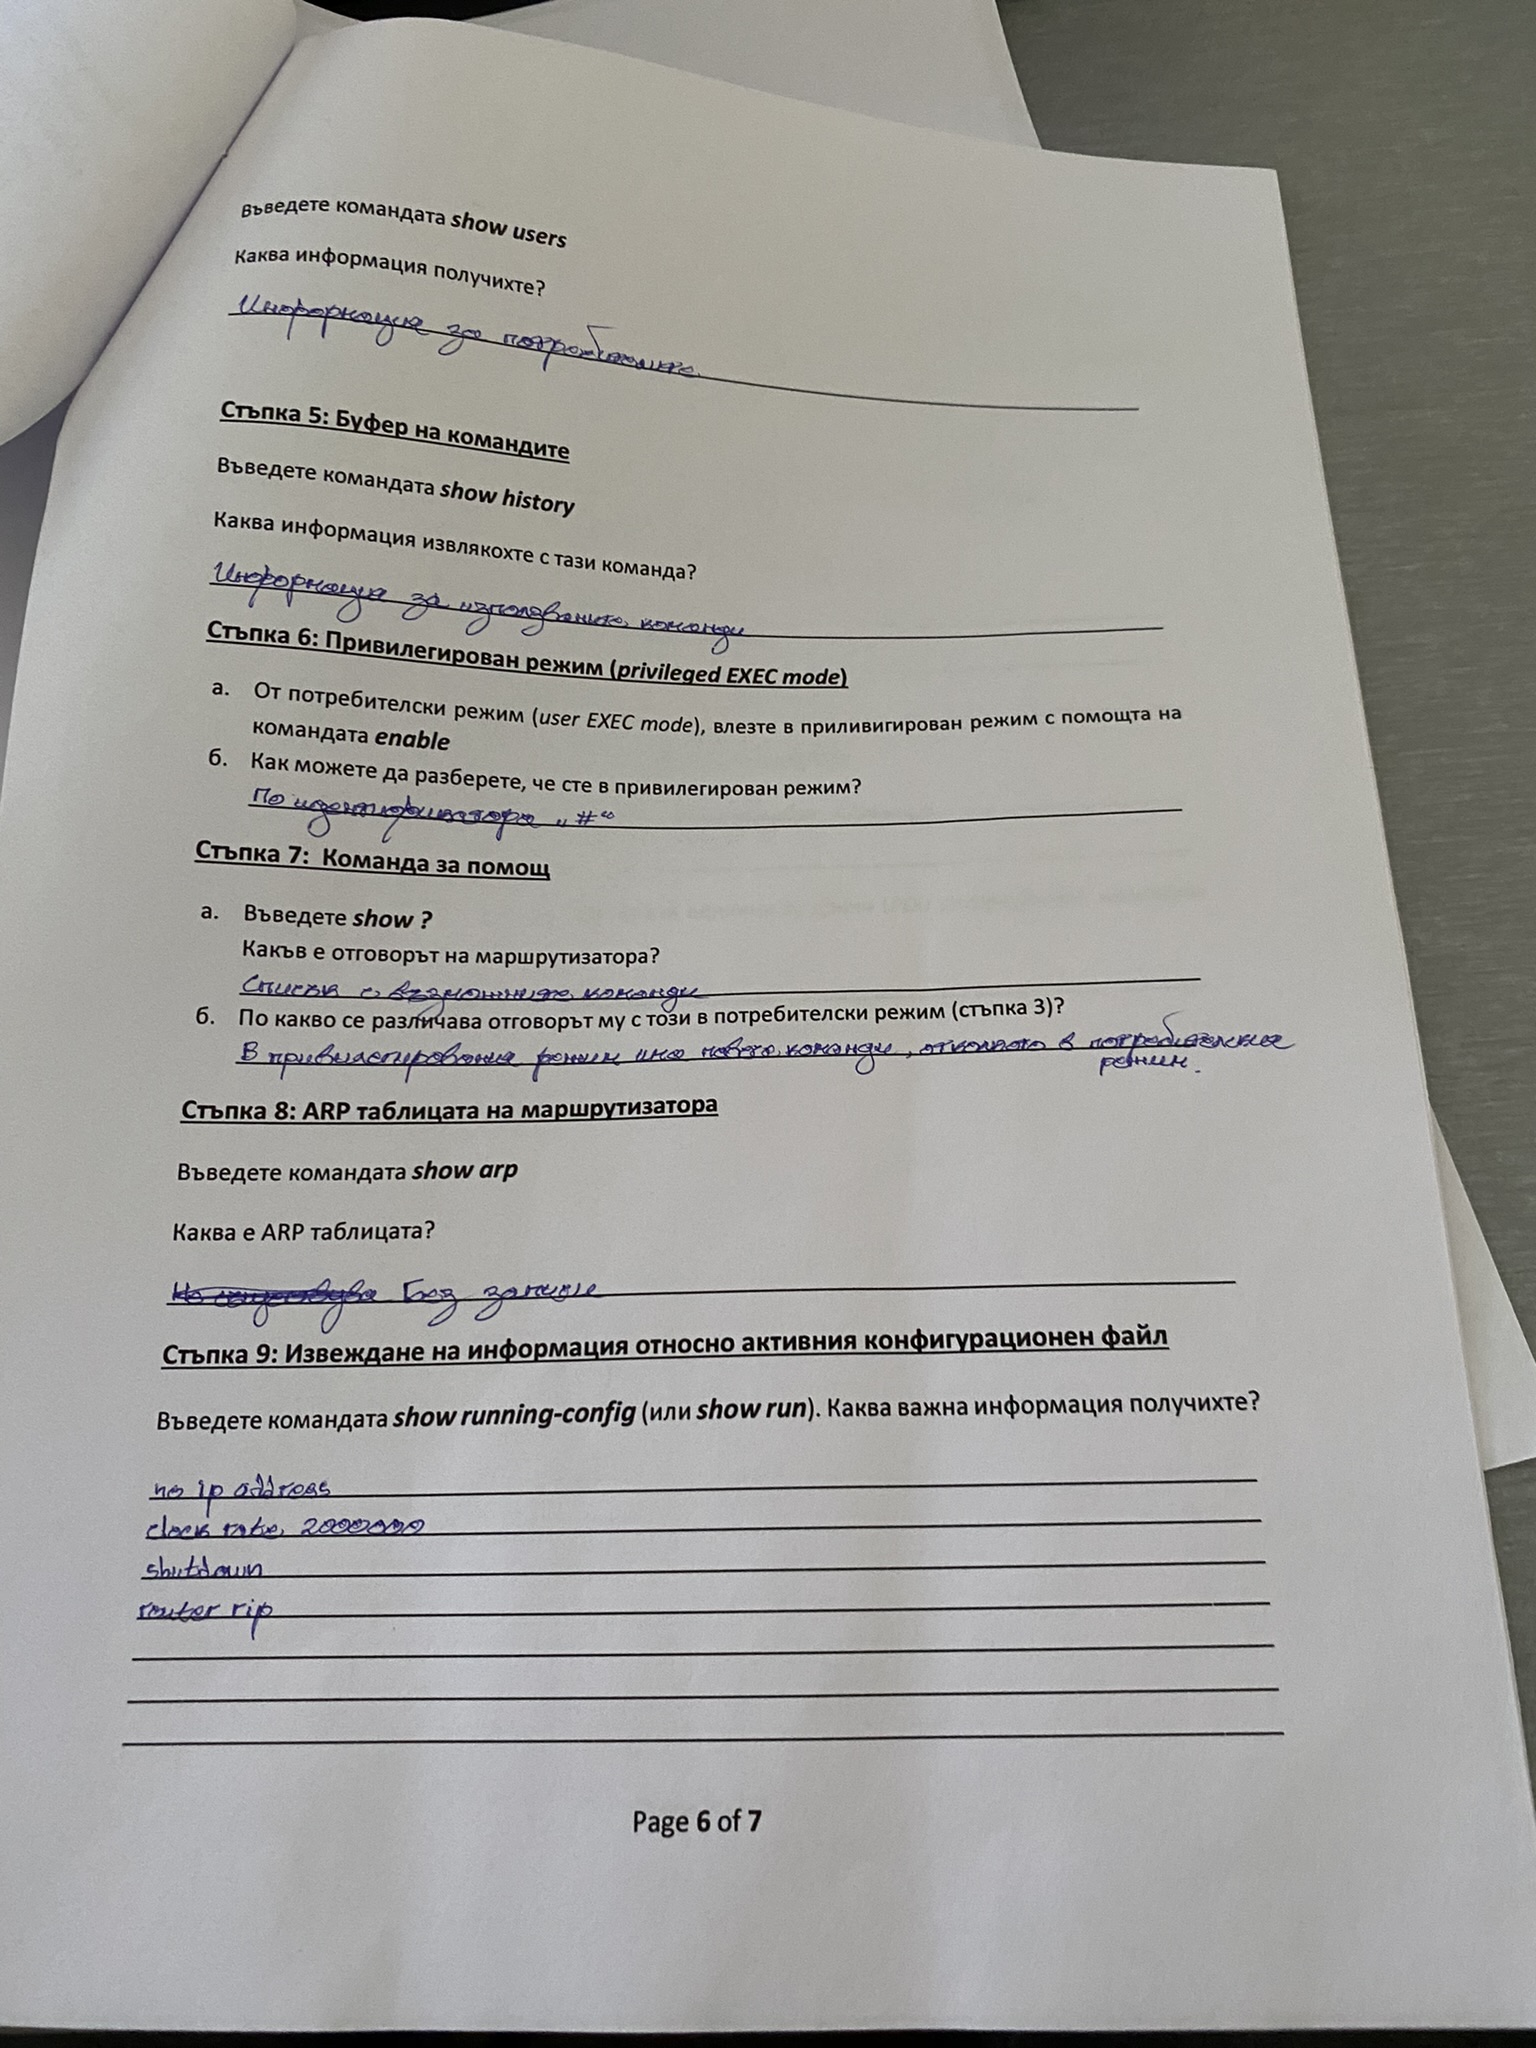 Въведете командата show users
Каква информация получихте?
Информация за потребителите.
Стъпка 5: Буфер на командите
Въведете командата show history
Каква информация извлякохте с тази команда?
Информация за използваните команди
Стъпка 6: Привилегирован режим (privileged EXEC mode)
а. От потребителски режим (user EXEC mode), влезте в приливигирован режим с помощта на
командата enable
б. Как можете да разберете, че сте в привилегирован режим?
По идентификатора „#“
Стъпка 7: Команда за помощ
а. Въведете show ?
Какъв е отговорът на маршрутизатора?
Списък с възможните команди
б. По какво се различава отговорът му с този в потребителски режим (стъпка 3)?
В привилегирования режим има повече команди, отколкото в потребителския
режим.
Стъпка 8: ARP таблицата на маршрутизатора
Въведете командата show arp
Каква е ARP таблицата?
Без записи
Стъпка 9: Извеждане на информация относно активния конфигурационен файл
Въведете командата show running-config (или show run). Каква важна информация получихте?
no ip address
clock rate 2000000
shutdown
router rip
Page 6 of 7